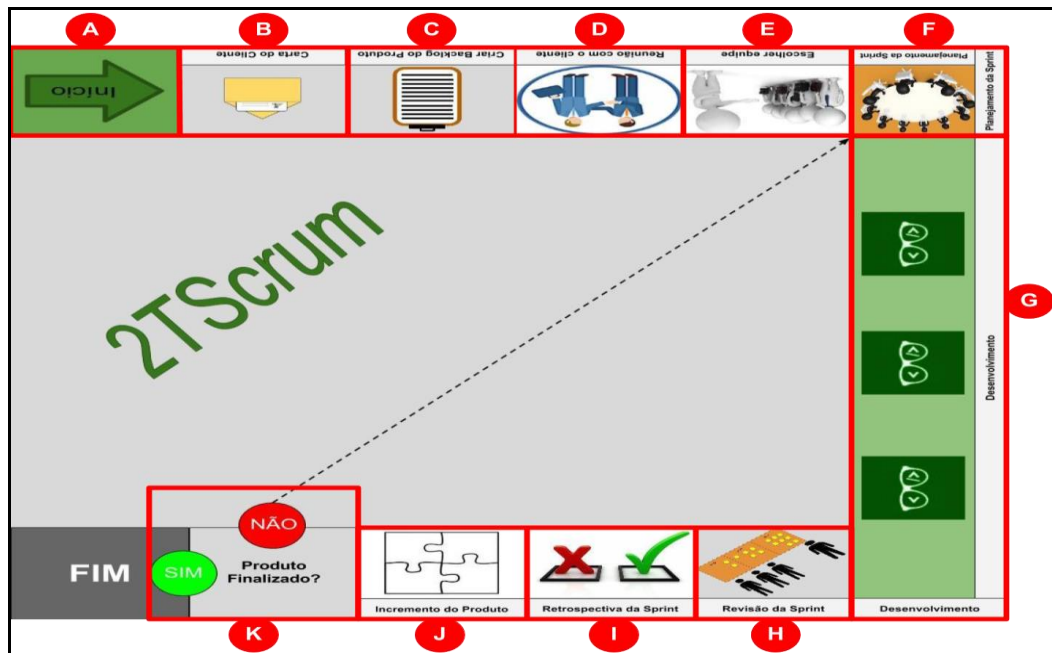 A
B
C
D
E
F
Início
Carta do Cliente
Criar Backlog do Produto
Reunião com o cliente
Escolher equipe
Planejamento da Sprint
Planejamento da Sprint
2TScrum
G
Desenvolvimento
NÃO
FIM
SIM
Produto
Finalizado?
Incremento do Produto
Retrospectiva da Sprint
Revisão da Sprint
Desenvolvimento
K
J
I
H